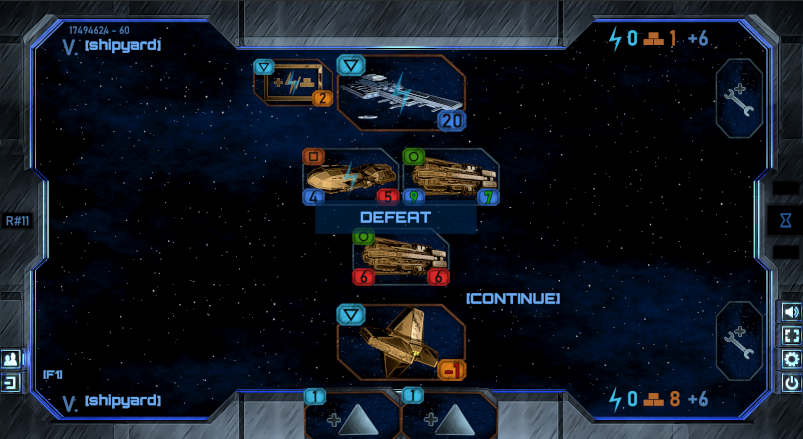 17494624 - 60
V. [shipyard]
0 1 +6
2
20
4 5 9 7
R#11
DEFEAT
6 6
[CONTINUE]
-1
[F1]
V. [shipyard]
0 8 +6
1 1